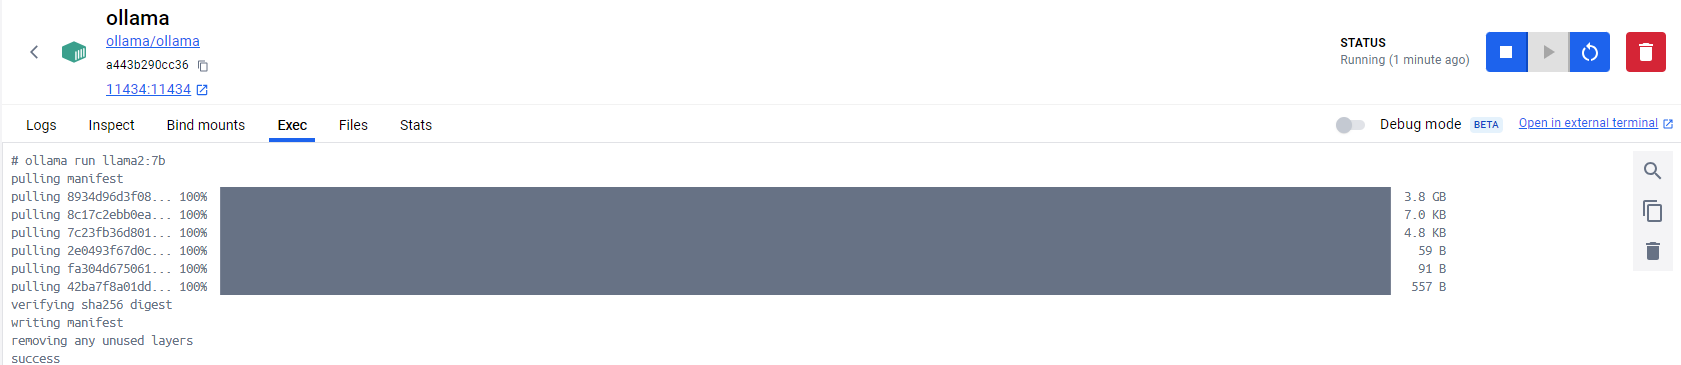 ollama
ollama/ollama
a443b290cc36
11434:11434
STATUS
Running (1 minute ago)
Logs Inspect Bind mounts Exec Files Stats
Debug mode BETA Open in external terminal
# ollama run llama2:7b
pulling manifest
pulling 8934d96d3f08... 100% 3.8 GB
pulling 8c17c2ebb0ea... 100% 7.0 KB
pulling 7c23fb36d801... 100% 4.8 KB
pulling 2e0493f67d0c... 100% 59 B
pulling fa304d675061... 100% 91 B
pulling 42ba7f8a01dd... 100% 557 B
verifying sha256 digest
writing manifest
removing any unused layers
success